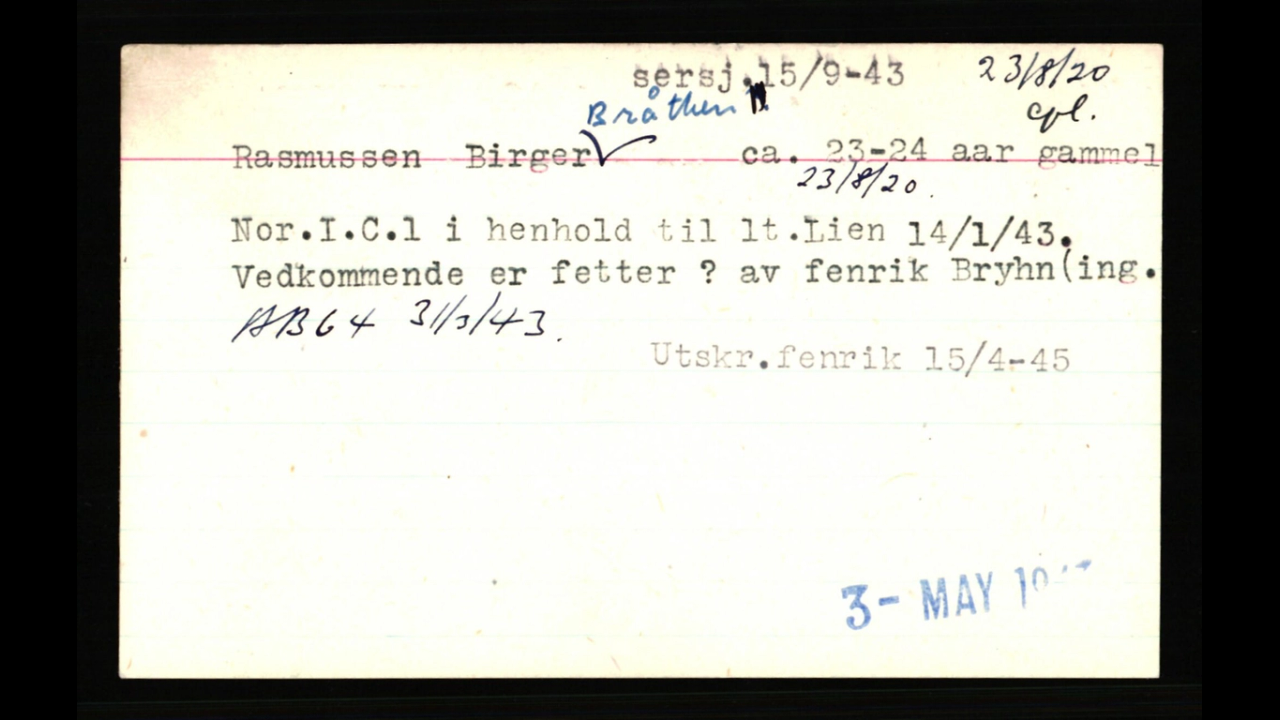 sersj.15/9-43 23/8/20
Bråthen cpl.
Rasmussen Birger ca. 23-24 aar gammel
23/8/20.
Nor.I.C.1 i henhold til lt.Lien 14/1/43.
Vedkommende er fetter ? av fenrik Bryhn(ing.
AB64 31/3/43.
Utskr.fenrik 15/4-45
3- MAY